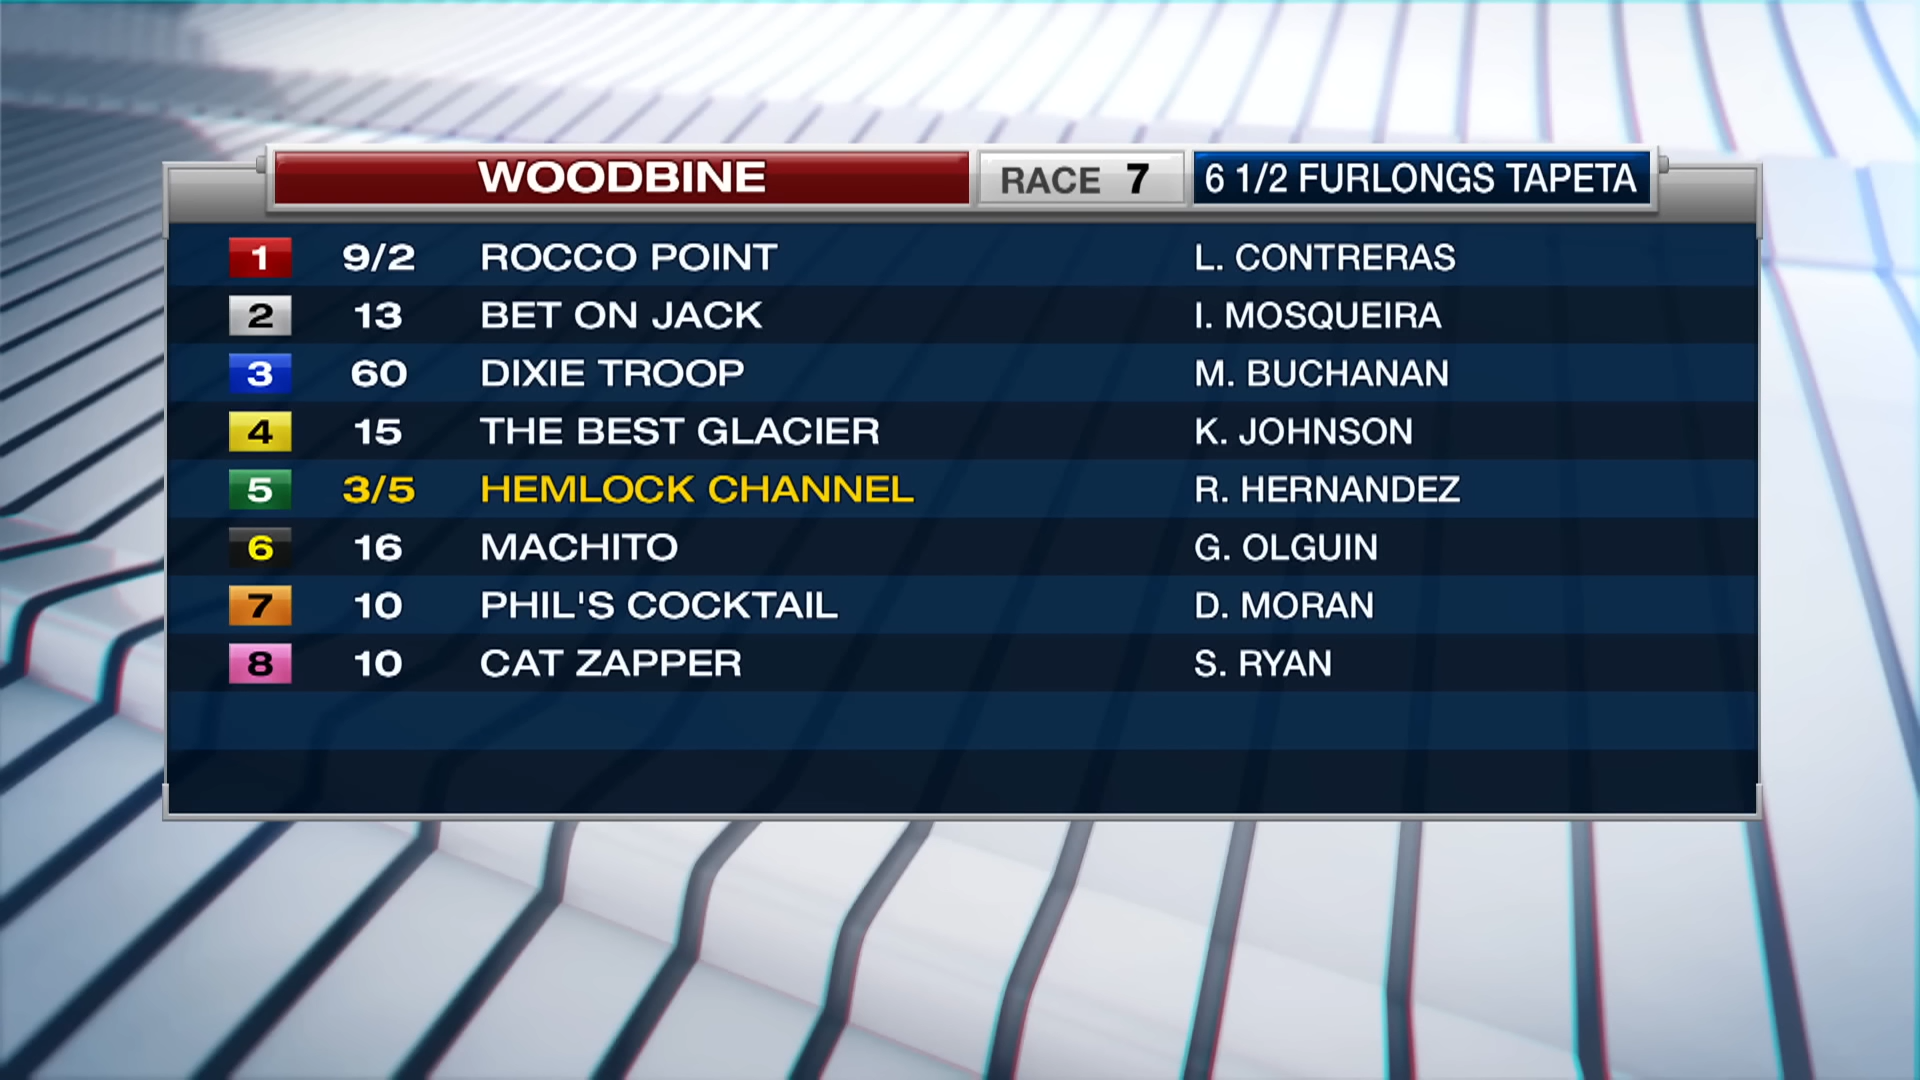 WOODBINE RACE 7 6 1/2 FURLONGS TAPETA
1 9/2 ROCCO POINT L. CONTRERAS
2 13 BET ON JACK I. MOSQUEIRA
3 60 DIXIE TROOP M. BUCHANAN
4 15 THE BEST GLACIER K. JOHNSON
5 3/5 HEMLOCK CHANNEL R. HERNANDEZ
6 16 MACHITO G. OLGUIN
7 10 PHIL'S COCKTAIL D. MORAN
8 10 CAT ZAPPER S. RYAN